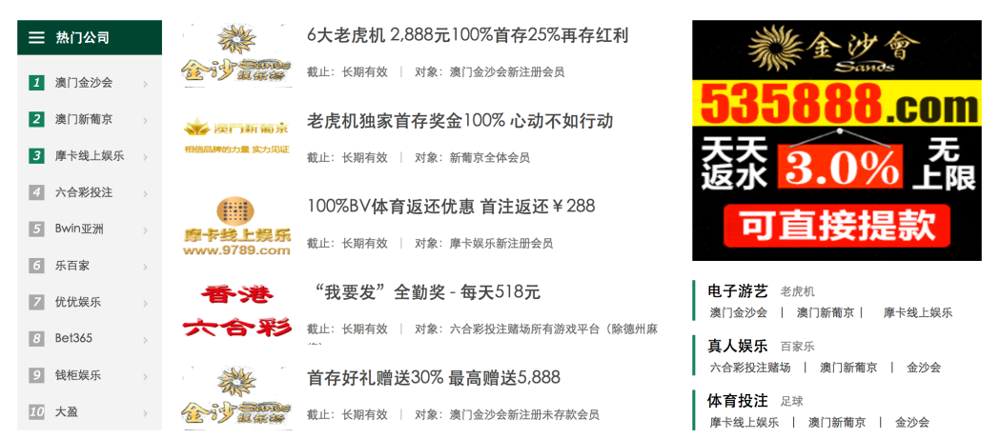 热门公司
1 澳门金沙会
2 澳门新葡京
3 摩卡线上娱乐
4 六合彩投注
5 Bwin亚洲
6 乐百家
7 优优娱乐
8 Bet365
9 钱柜娱乐
10 大盈
金沙 Sands 娱乐场
6大老虎机 2,888元100%首存25%再存红利
截止：长期有效 | 对象：澳门金沙会新注册会员
澳门新葡京
相信品牌的力量 实力见证
老虎机独家首存奖金100% 心动不如行动
截止：长期有效 | 对象：新葡京全体会员
摩卡线上娱乐
www.9789.com
100%BV体育返还优惠 首注返还￥288
截止：长期有效 | 对象：摩卡娱乐新注册会员
香港
六合彩
“我要发”全勤奖 - 每天518元
截止：长期有效 | 对象：六合彩投注赌场所有游戏平台（除德州麻
金沙 Sands 娱乐场
首存好礼赠送30% 最高赠送5,888
截止：长期有效 | 对象：澳门金沙会新注册未存款会员
金沙會
Sands
535888.com
天天返水 3.0% 无上限
可直接提款
电子游艺 老虎机
澳门金沙会 | 澳门新葡京 | 摩卡线上娱乐
真人娱乐 百家乐
六合彩投注赌场 | 澳门新葡京 | 金沙会
体育投注 足球
摩卡线上娱乐 | 澳门新葡京 | 金沙会